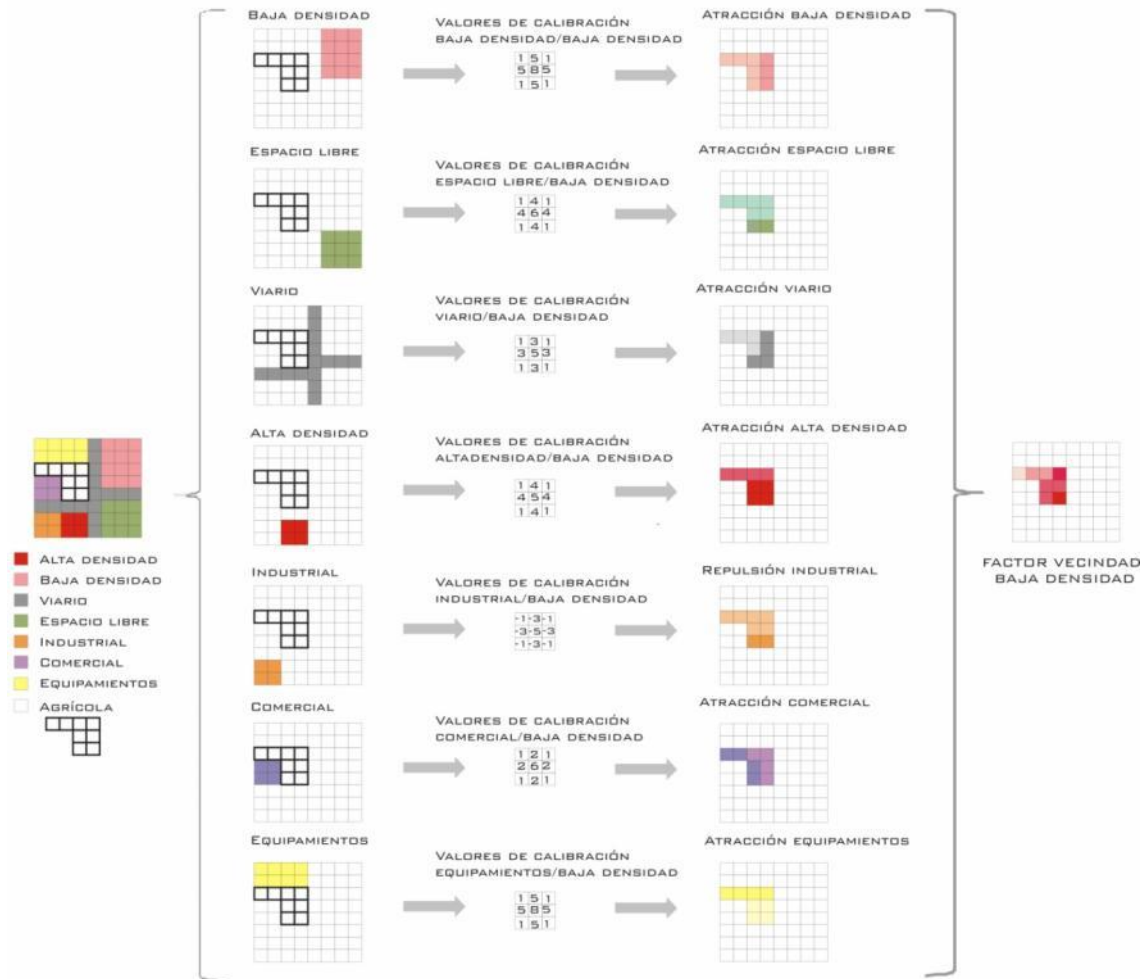 BAJA DENSIDAD
VALORES DE CALIBRACIÓN
BAJA DENSIDAD/BAJA DENSIDAD
1 5 1
5 8 5
1 5 1
ATRACCIÓN BAJA DENSIDAD
ESPACIO LIBRE
VALORES DE CALIBRACIÓN
ESPACIO LIBRE/BAJA DENSIDAD
1 4 1
4 6 4
1 4 1
ATRACCIÓN ESPACIO LIBRE
VIARIO
VALORES DE CALIBRACIÓN
VIARIO/BAJA DENSIDAD
1 3 1
3 5 3
1 3 1
ATRACCIÓN VIARIO
ALTA DENSIDAD
VALORES DE CALIBRACIÓN
ALTADENSIDAD/BAJA DENSIDAD
1 4 1
4 5 4
1 4 1
ATRACCIÓN ALTA DENSIDAD
INDUSTRIAL
VALORES DE CALIBRACIÓN
INDUSTRIAL/BAJA DENSIDAD
-1 -3 -1
-3 -5 -3
-1 -3 -1
REPULSIÓN INDUSTRIAL
COMERCIAL
VALORES DE CALIBRACIÓN
COMERCIAL/BAJA DENSIDAD
1 2 1
2 6 2
1 2 1
ATRACCIÓN COMERCIAL
EQUIPAMIENTOS
VALORES DE CALIBRACIÓN
EQUIPAMIENTOS/BAJA DENSIDAD
1 5 1
5 8 5
1 5 1
ATRACCIÓN EQUIPAMIENTOS
ALTA DENSIDAD
BAJA DENSIDAD
VIARIO
ESPACIO LIBRE
INDUSTRIAL
COMERCIAL
EQUIPAMIENTOS
AGRÍCOLA
FACTOR VECINDAD
BAJA DENSIDAD